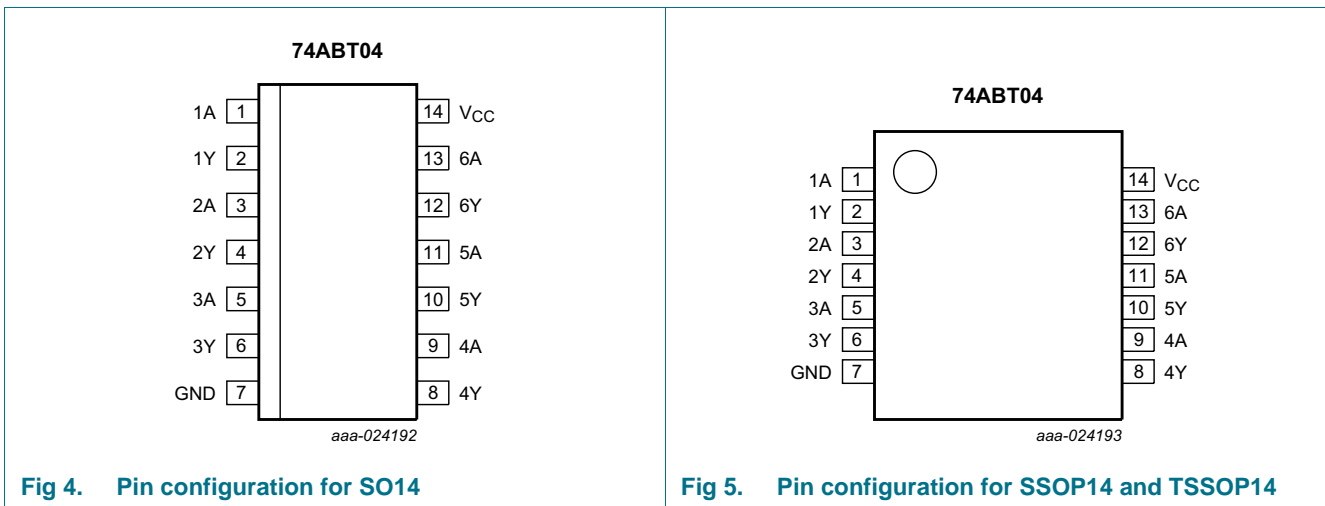 74ABT04
1A 1 14 VCC
1Y 2 13 6A
2A 3 12 6Y
2Y 4 11 5A
3A 5 10 5Y
3Y 6 9 4A
GND 7 8 4Y
aaa-024192
Fig 4. Pin configuration for SO14
74ABT04
1A 1 14 VCC
1Y 2 13 6A
2A 3 12 6Y
2Y 4 11 5A
3A 5 10 5Y
3Y 6 9 4A
GND 7 8 4Y
aaa-024193
Fig 5. Pin configuration for SSOP14 and TSSOP14